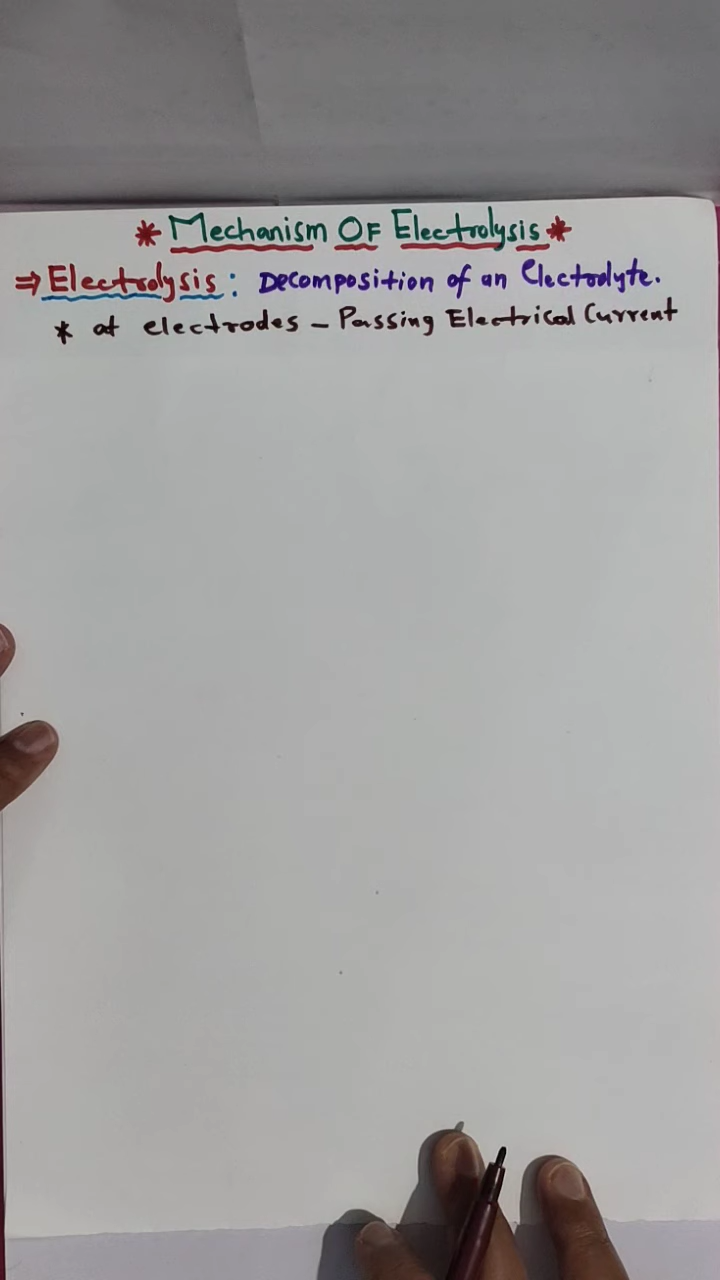 * Mechanism OF Electrolysis *
⇒ Electrolysis: Decomposition of an Electrolyte.
* at electrodes - Passing Electrical Current